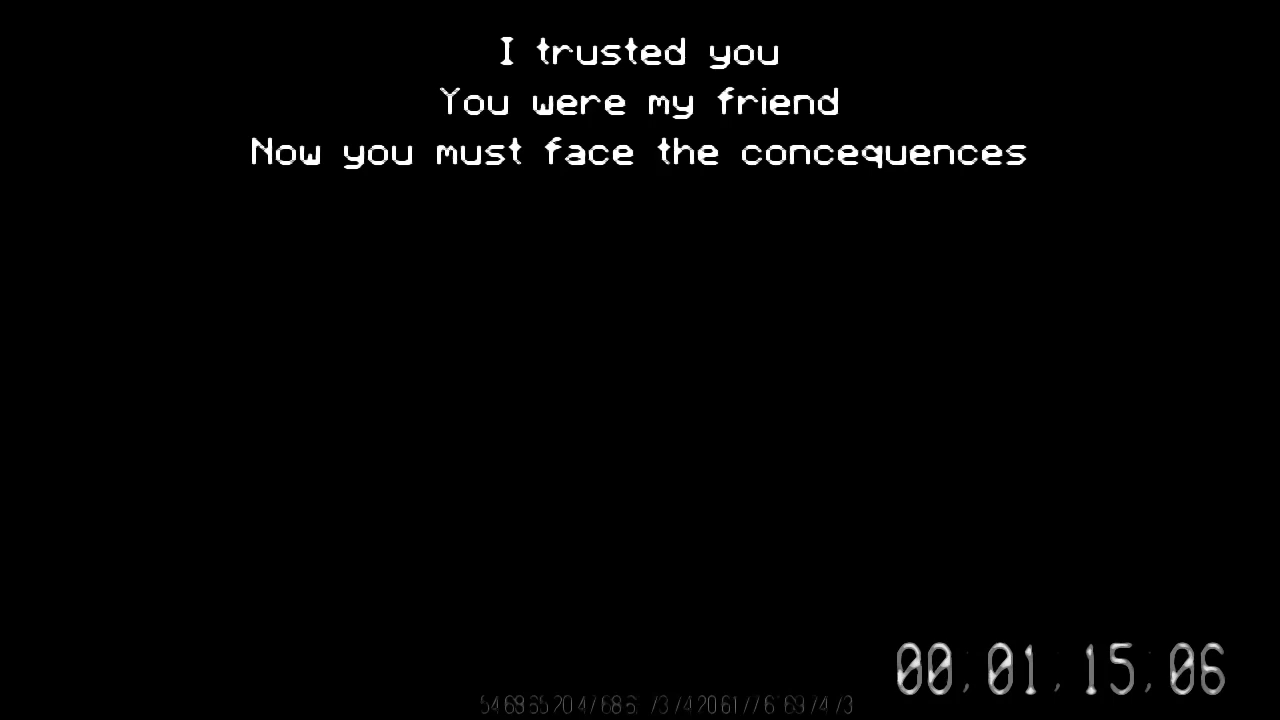 I trusted you
You were my friend
Now you must face the concequences
00;01;15;06